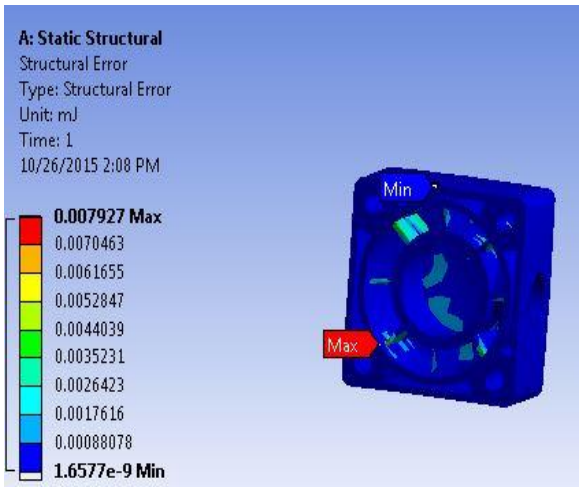 A: Static Structural
Structural Error
Type: Structural Error
Unit: mJ
Time: 1
10/26/2015 2:08 PM
0.007927 Max
0.0070463
0.0061655
0.0052847
0.0044039
0.0035231
0.0026423
0.0017616
0.00088078
1.6577e-9 Min
Min
Max